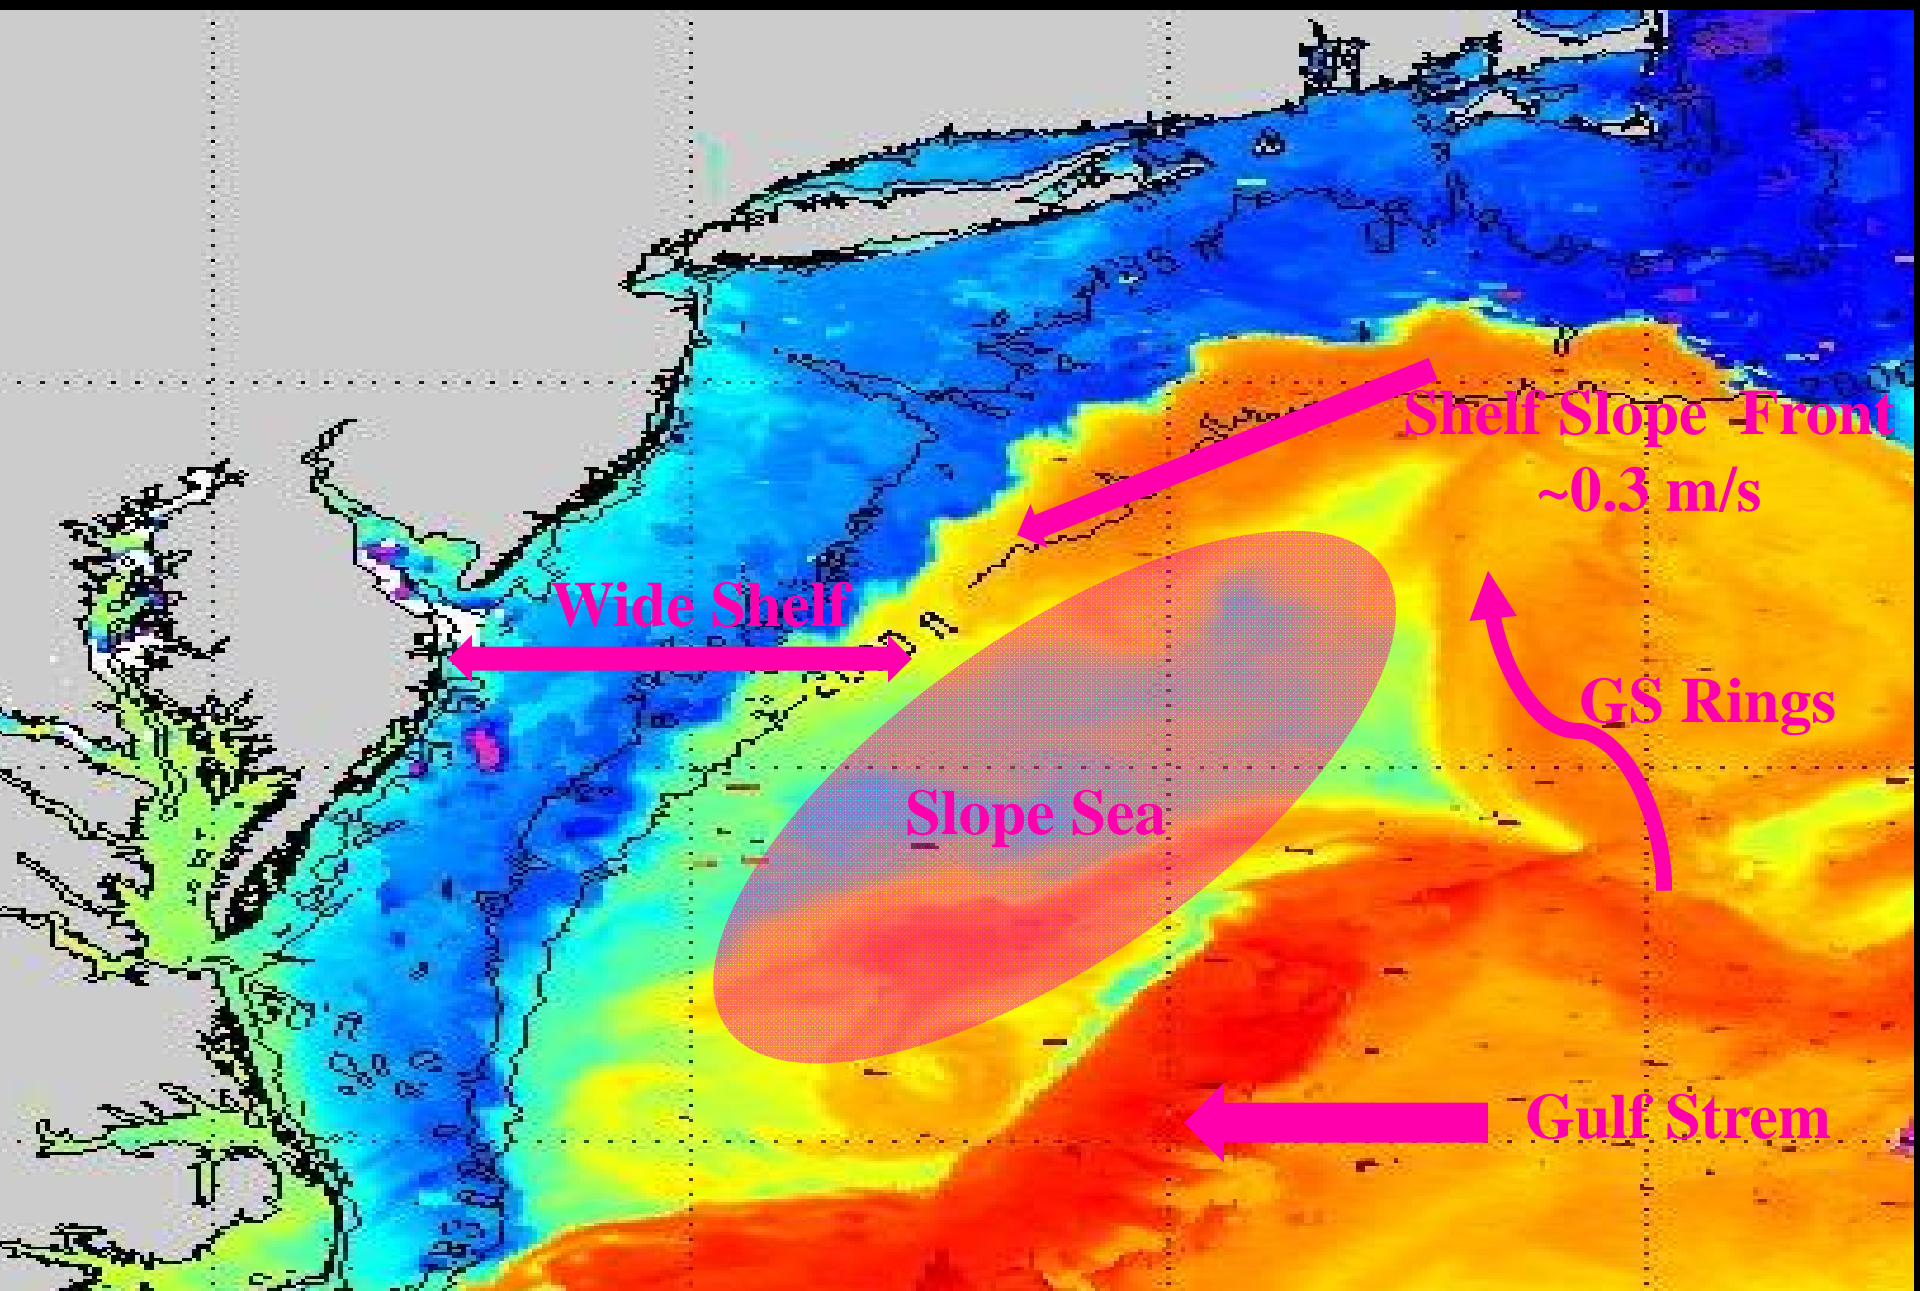 Shelf Slope Front
~0.3 m/s
Wide Shelf
GS Rings
Slope Sea
Gulf Strem